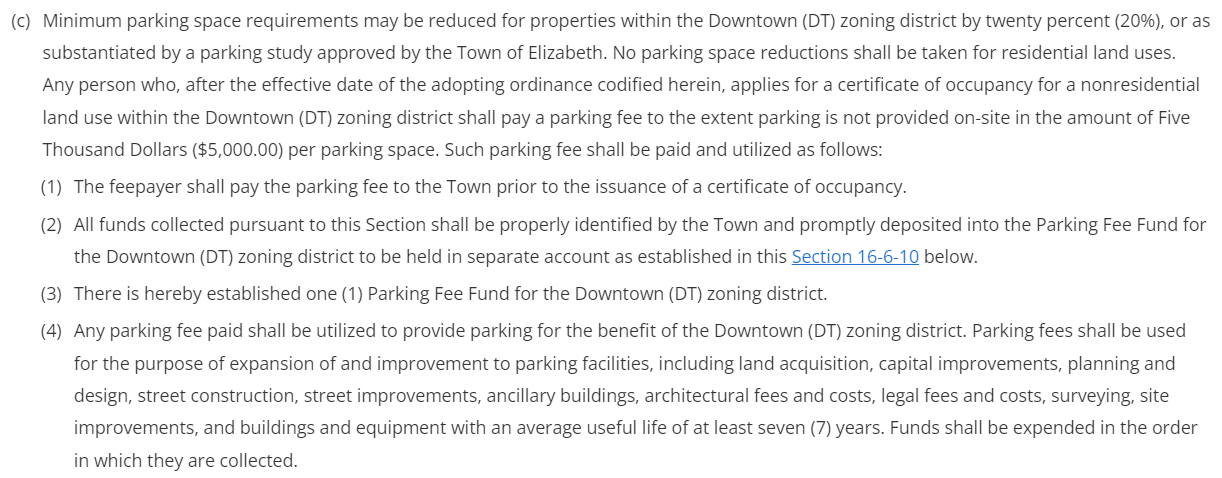 (c) Minimum parking space requirements may be reduced for properties within the Downtown (DT) zoning district by twenty percent (20%), or as
substantiated by a parking study approved by the Town of Elizabeth. No parking space reductions shall be taken for residential land uses.
Any person who, after the effective date of the adopting ordinance codified herein, applies for a certificate of occupancy for a nonresidential
land use within the Downtown (DT) zoning district shall pay a parking fee to the extent parking is not provided on-site in the amount of Five
Thousand Dollars ($5,000.00) per parking space. Such parking fee shall be paid and utilized as follows:
(1) The feepayer shall pay the parking fee to the Town prior to the issuance of a certificate of occupancy.
(2) All funds collected pursuant to this Section shall be properly identified by the Town and promptly deposited into the Parking Fee Fund for
the Downtown (DT) zoning district to be held in separate account as established in this Section 16-6-10 below.
(3) There is hereby established one (1) Parking Fee Fund for the Downtown (DT) zoning district.
(4) Any parking fee paid shall be utilized to provide parking for the benefit of the Downtown (DT) zoning district. Parking fees shall be used
for the purpose of expansion of and improvement to parking facilities, including land acquisition, capital improvements, planning and
design, street construction, street improvements, ancillary buildings, architectural fees and costs, legal fees and costs, surveying, site
improvements, and buildings and equipment with an average useful life of at least seven (7) years. Funds shall be expended in the order
in which they are collected.